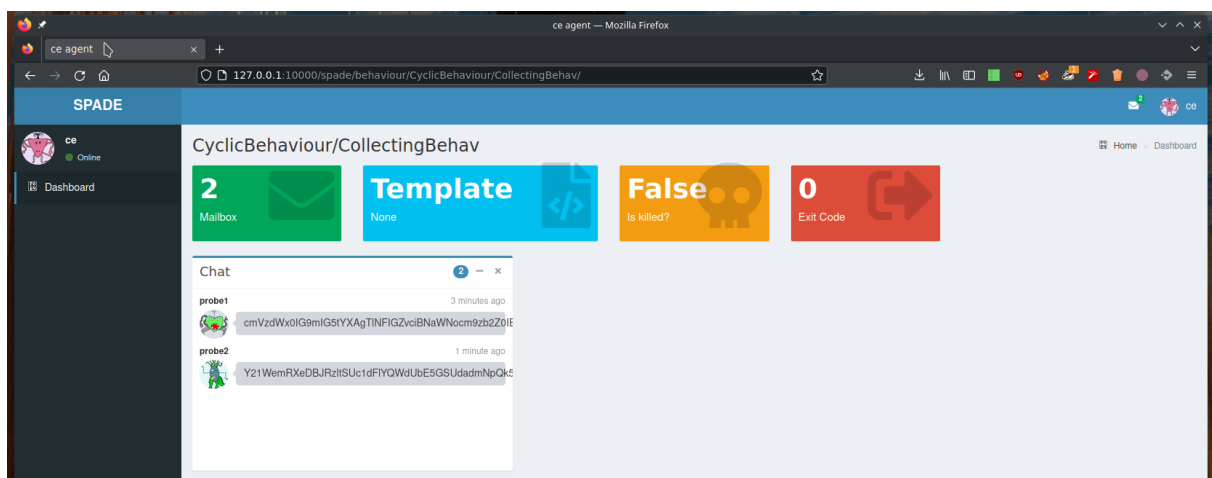 ce agent — Mozilla Firefox
ce agent
127.0.0.1:10000/spade/behaviour/CyclicBehaviour/CollectingBehav/
SPADE
2
ce
ce
Online
Dashboard
CyclicBehaviour/CollectingBehav
Home > Dashboard
2
Mailbox
Template
None
False
Is killed?
0
Exit Code
Chat
2
probe1
3 minutes ago
probe2
1 minute ago